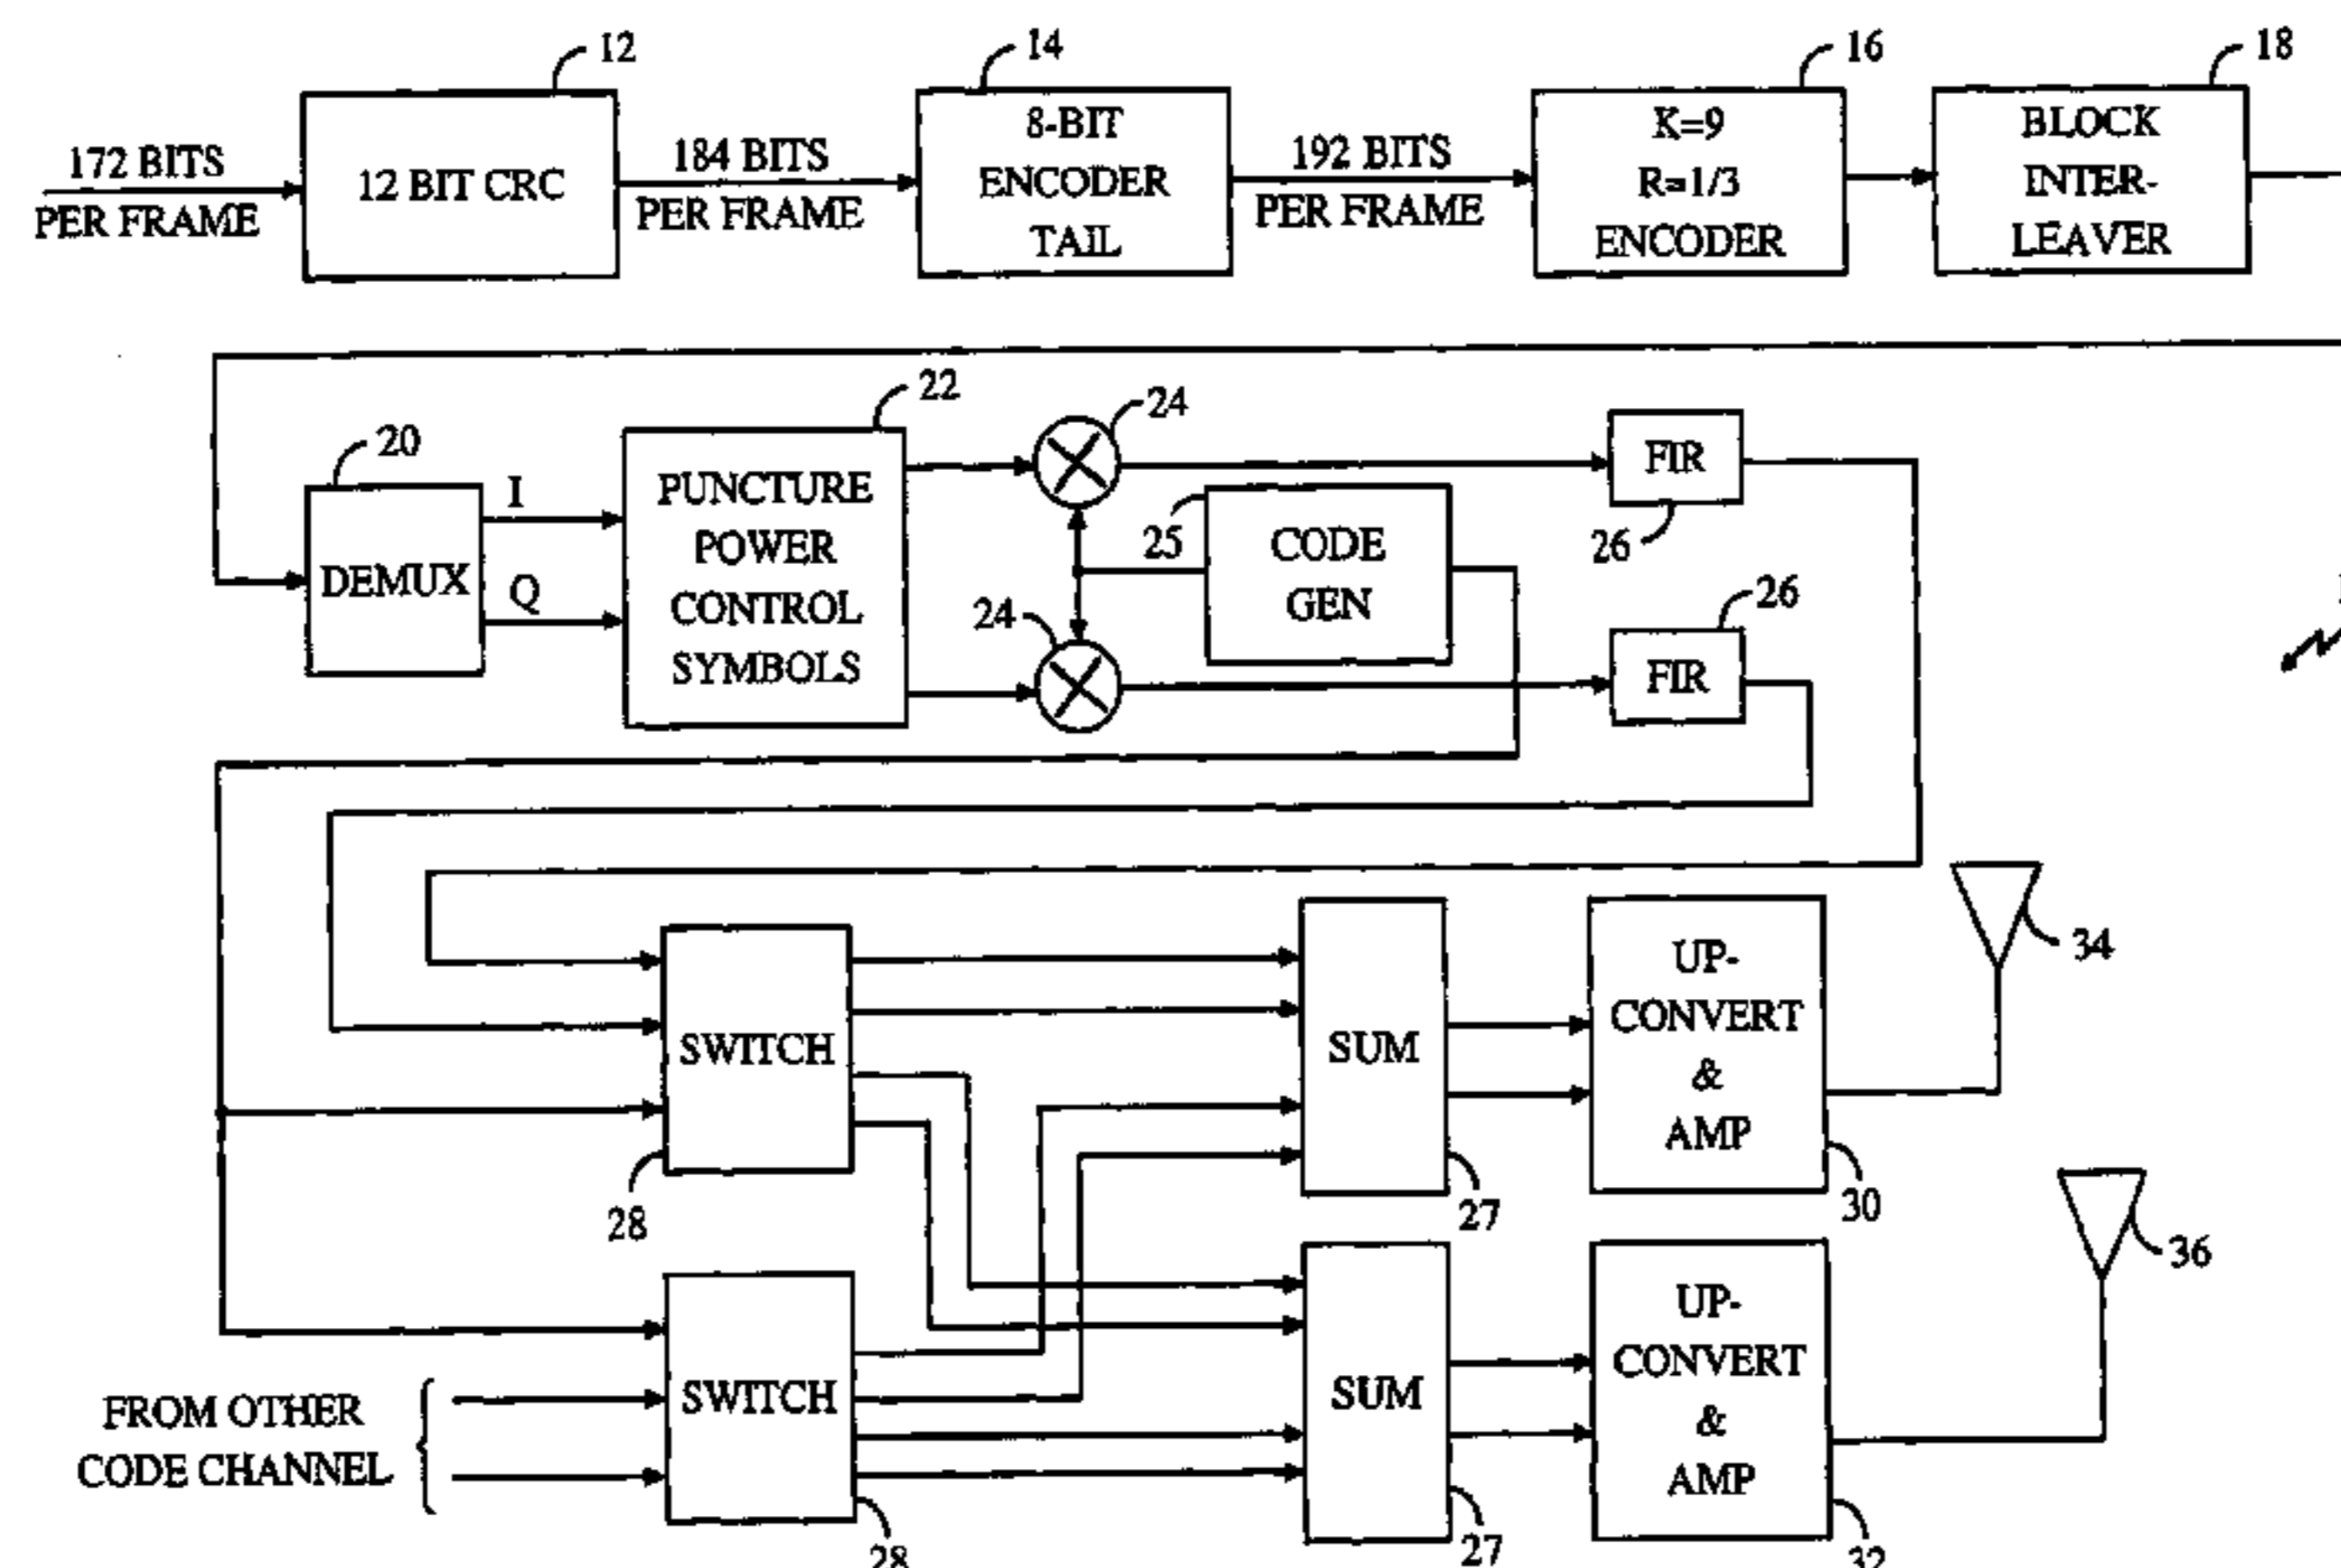 12
14
16
18
172 BITS
PER FRAME
12 BIT CRC
184 BITS
PER FRAME
8-BIT
ENCODER
TAIL
192 BITS
PER FRAME
K=9
R=1/3
ENCODER
BLOCK
INTER-
LEAVER
20
DEMUX
I
Q
22
PUNCTURE
POWER
CONTROL
SYMBOLS
24
24
25
CODE
GEN
FIR
26
26
FIR
SWITCH
28
SUM
27
UP-
CONVERT
&
AMP
30
34
FROM OTHER
CODE CHANNEL
SWITCH
28
SUM
27
UP-
CONVERT
&
AMP
32
36